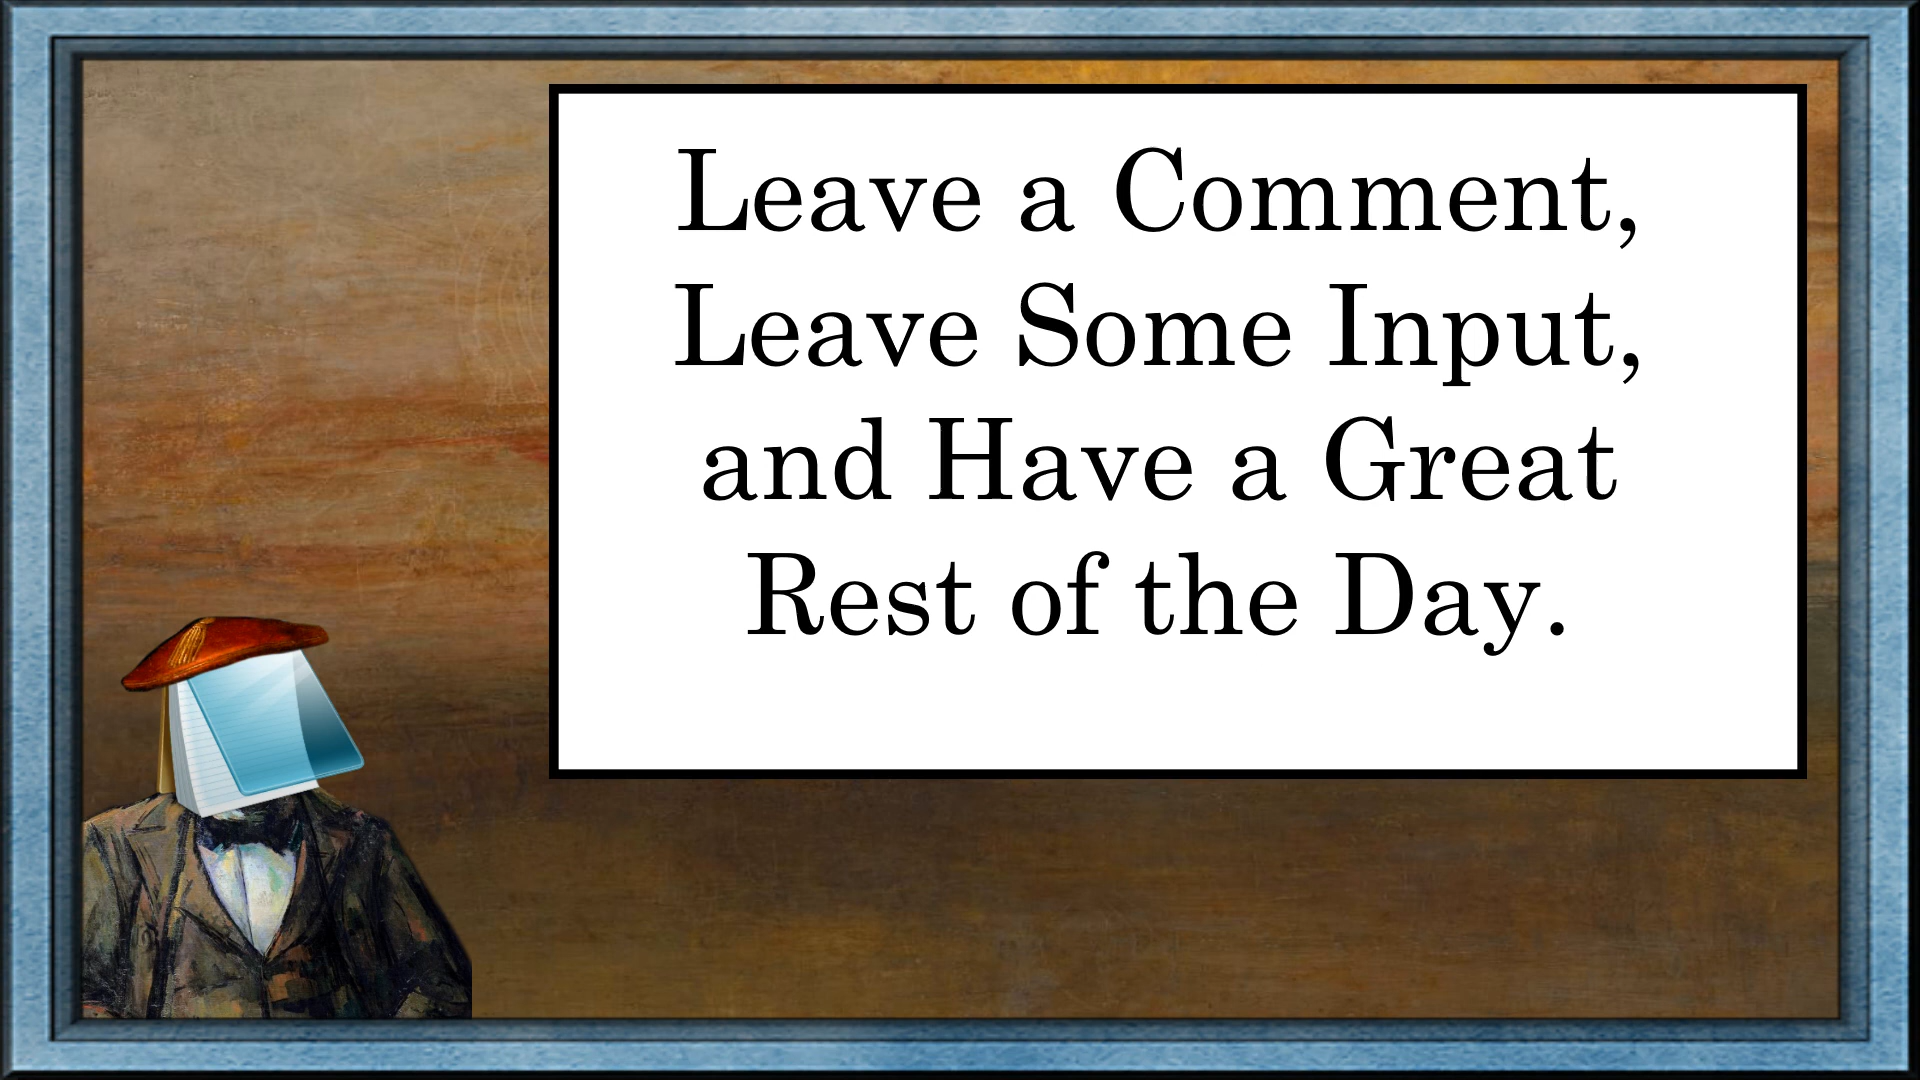 Leave a Comment,
Leave Some Input,
and Have a Great
Rest of the Day.